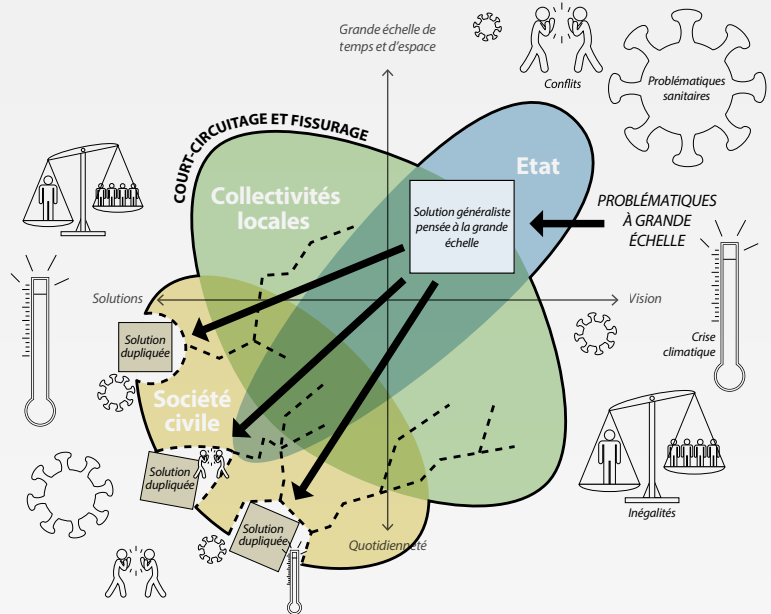 Grande échelle de
temps et d'espace
Conflits
Problématiques
sanitaires
COURT-CIRCUITAGE ET FISSURAGE
Etat
Collectivités
locales
Solution généraliste
pensée à la grande
échelle
PROBLÉMATIQUES
À GRANDE
ÉCHELLE
Solutions
Vision
Solution
dupliquée
Crise
climatique
Société
civile
Solution
dupliquée
Solution
dupliquée
Inégalités
Quotidienneté